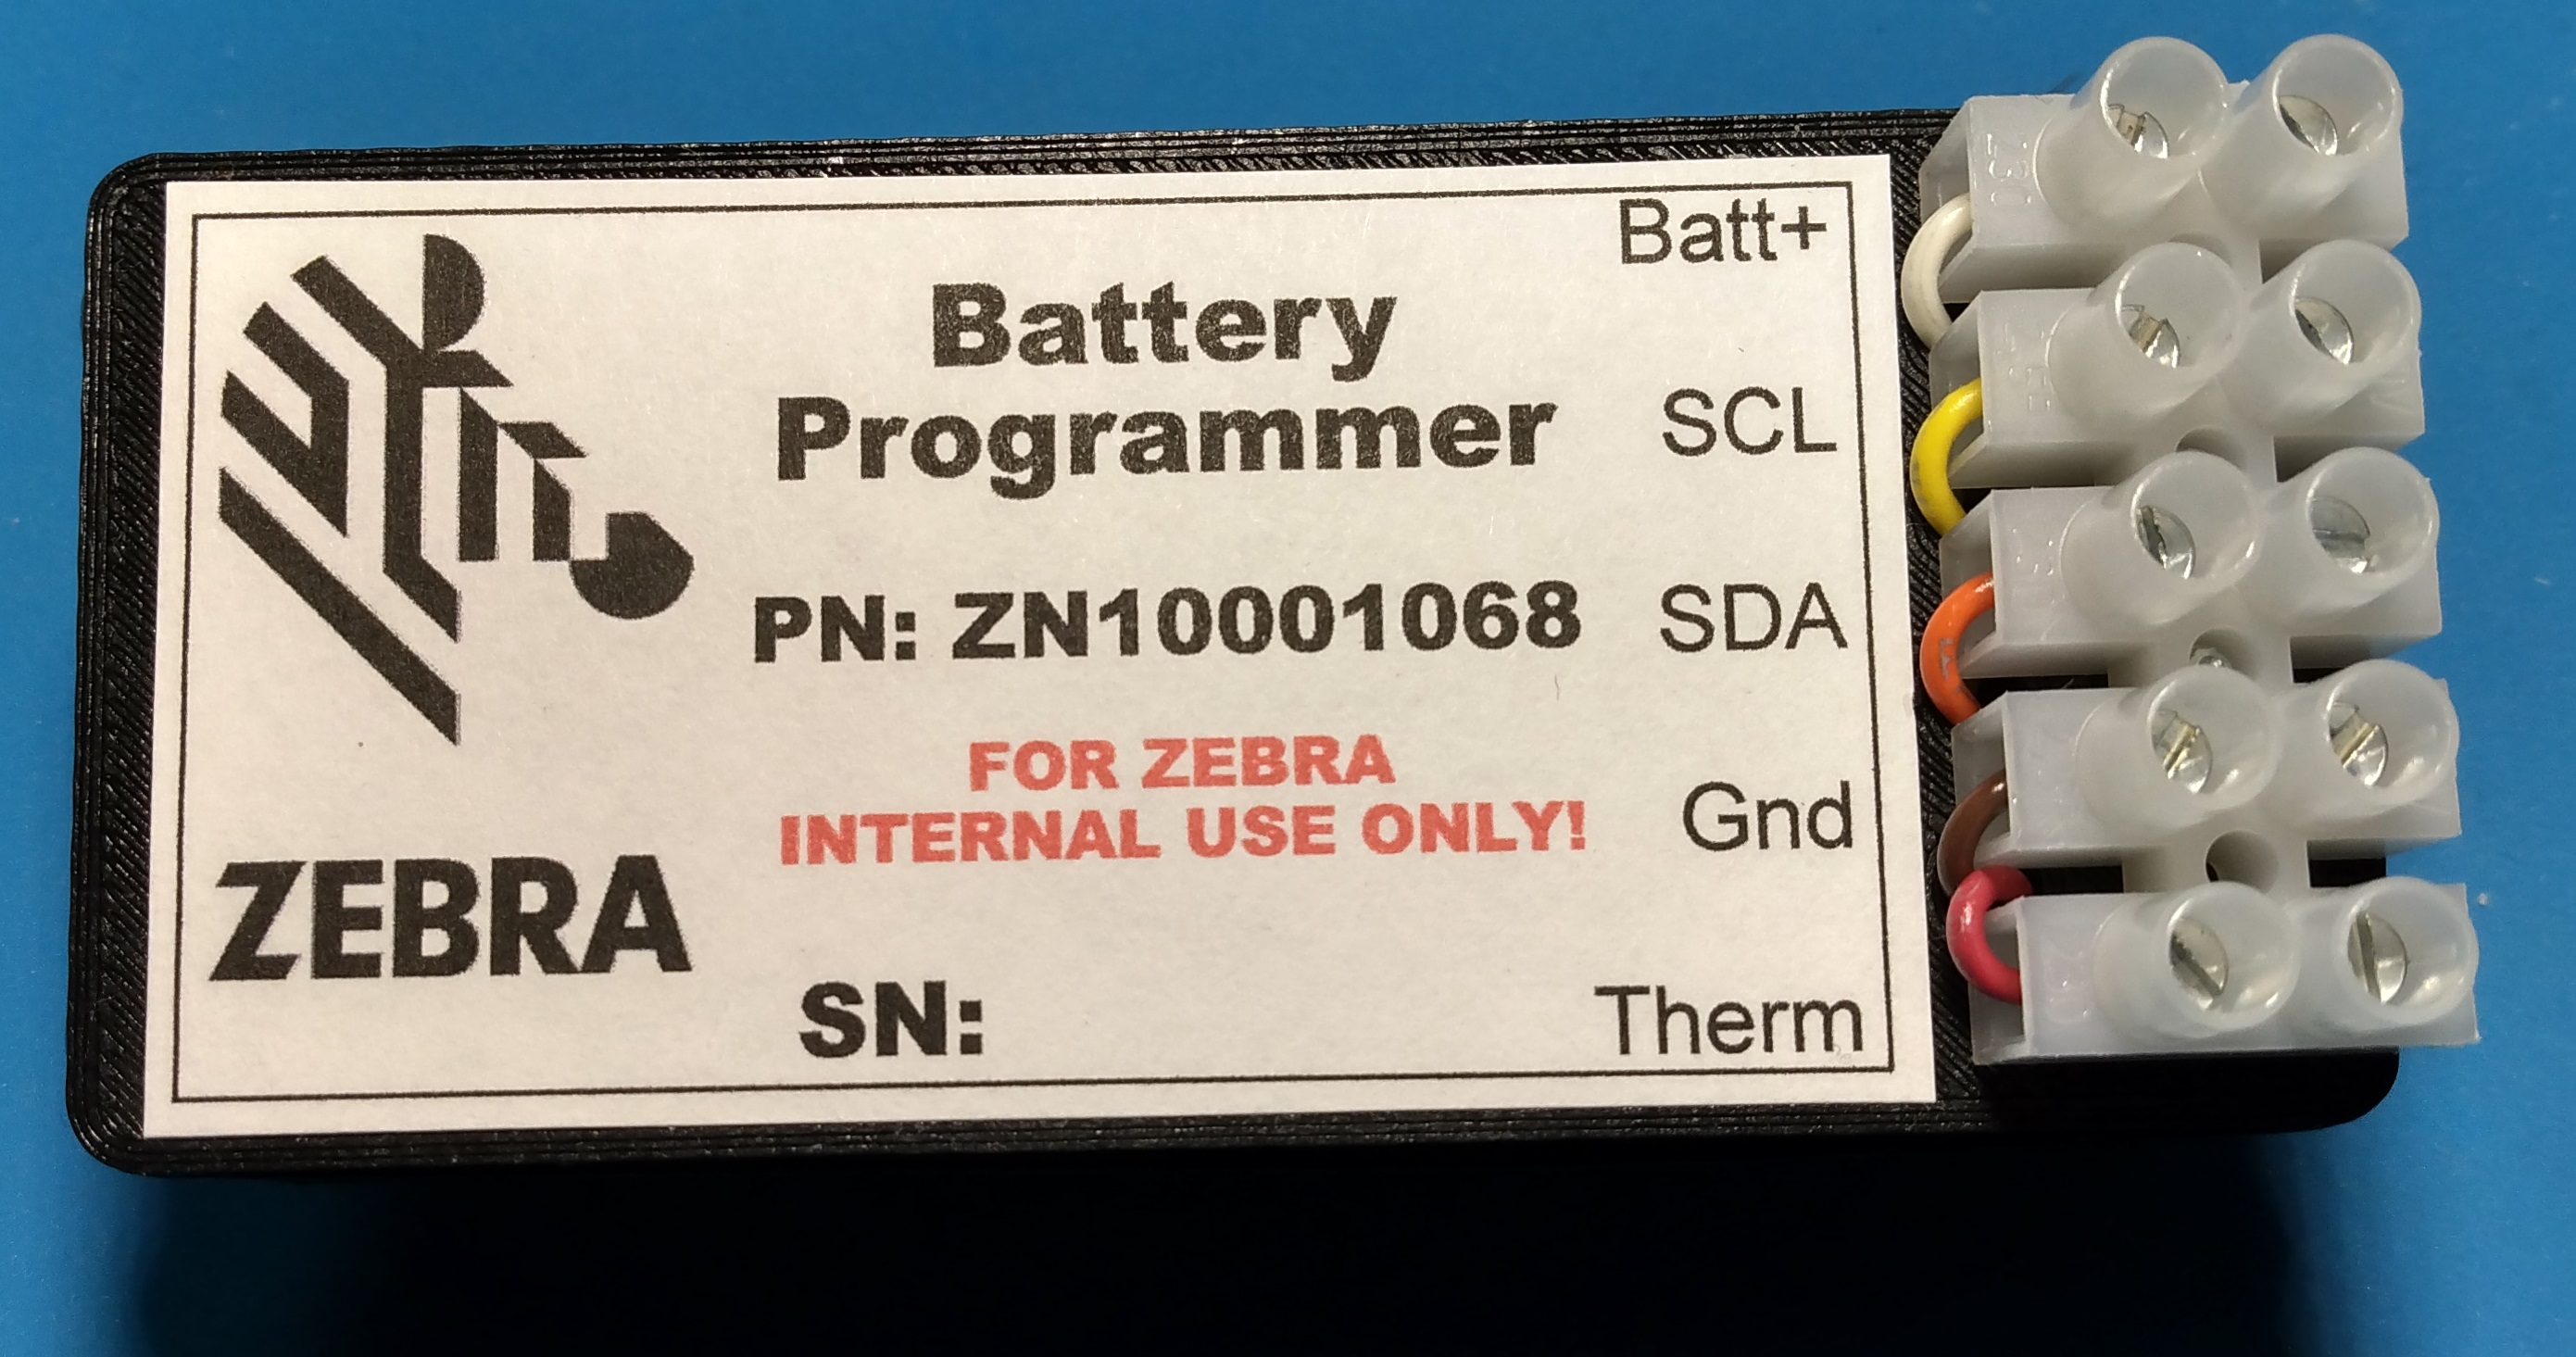 Batt+
Battery
Programmer
SCL
PN: ZN10001068
SDA
FOR ZEBRA
INTERNAL USE ONLY!
Gnd
ZEBRA
SN:
Therm